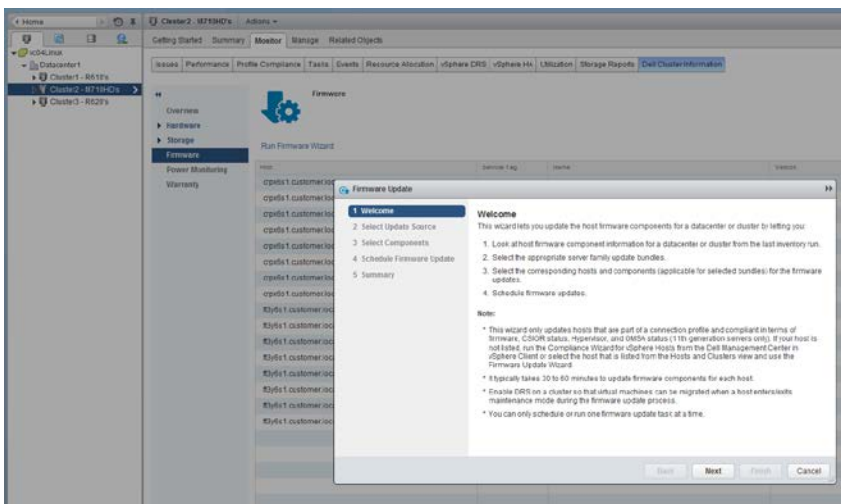 Home
Cluster2 - M710HD's
Actions
vc04Linux
Datacenter1
Cluster1 - R610's
Cluster2 - M710HD's
Cluster3 - R620's
Getting Started Summary Monitor Manage Related Objects
Issues Performance Profile Compliance Tasks Events Resource Allocation vSphere DRS vSphere HA Utilization Storage Reports Dell Cluster Information
Overview
Hardware
Storage
Firmware
Power Monitoring
Warranty
Firmware
Run Firmware Wizard
Host Service Tag Name Version
Firmware Update
1 Welcome
2 Select Update Source
3 Select Components
4 Schedule Firmware Update
5 Summary
Welcome
This wizard lets you update the host firmware components for a datacenter or cluster by letting you:
1. Look at host firmware component information for a datacenter or cluster from the last inventory run.
2. Select the appropriate server family update bundles.
3. Select the corresponding hosts and components (applicable for selected bundles) for the firmware
updates.
4. Schedule firmware updates.
Note:
* This wizard only updates hosts that are part of a connection profile and compliant in terms of
firmware, CSIOR status, Hypervisor, and OMSA status (11th generation servers only). If your host is
not listed, run the Compliance Wizard for vSphere Hosts from the Dell Management Center in
vSphere Client or select the host that is listed from the Hosts and Clusters view and use the
Firmware Update Wizard.
* It typically takes 30 to 60 minutes to update firmware components for each host.
* Enable DRS on a cluster so that virtual machines can be migrated when a host enters/exits
maintenance mode during the firmware update process.
* You can only schedule or run one firmware update task at a time.
Back Next Finish Cancel